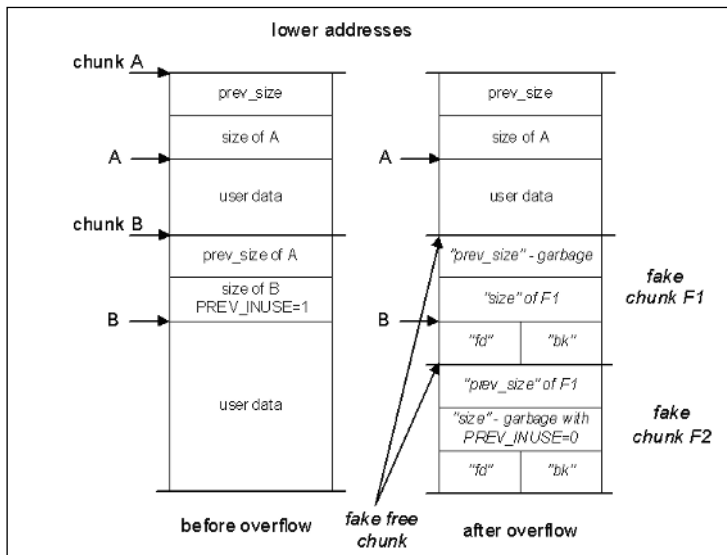 lower addresses
chunk A
prev_size
size of A
A
user data
chunk B
prev_size of A
size of B
PREV_INUSE=1
B
user data
before overflow
prev_size
size of A
A
user data
"prev_size" - garbage
"size" of F1
B
"fd" "bk"
fake
chunk F1
"prev_size" of F1
"size" - garbage with
PREV_INUSE=0
"fd" "bk"
fake
chunk F2
fake free
chunk
after overflow